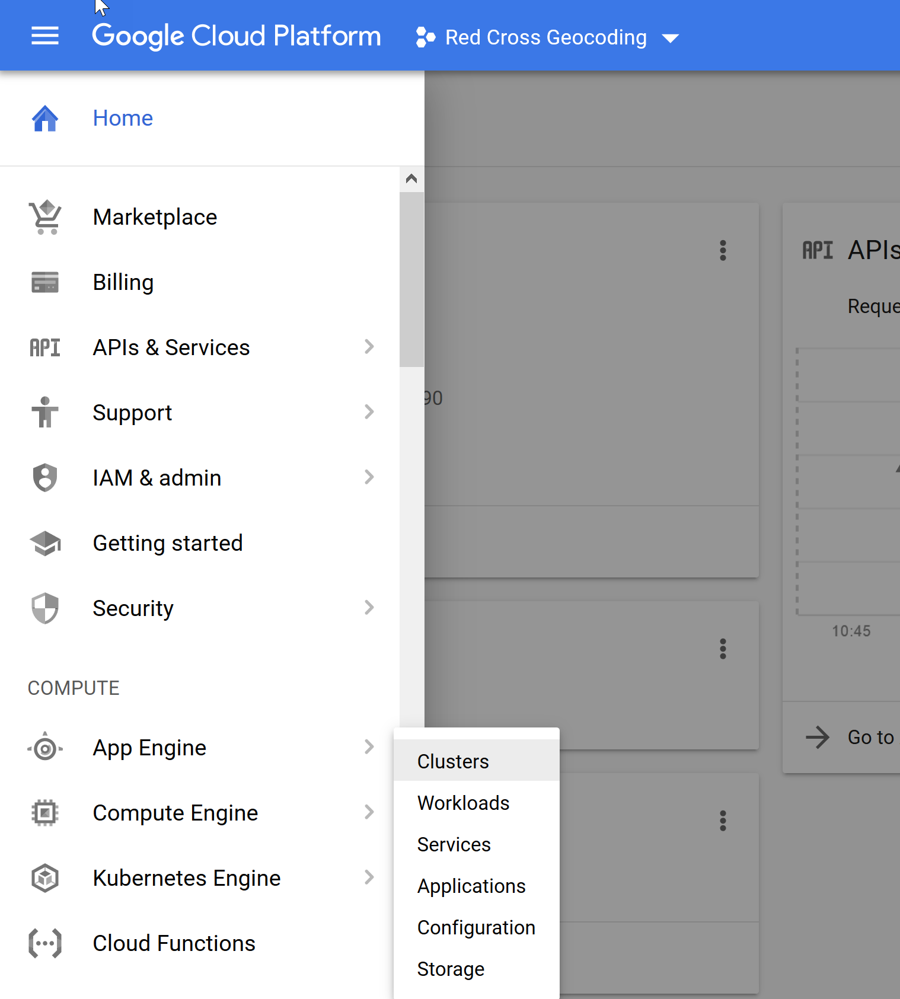 Google Cloud Platform
Red Cross Geocoding
Home
Marketplace
Billing
API
APIs & Services
Support
IAM & admin
Getting started
Security
COMPUTE
App Engine
Compute Engine
Kubernetes Engine
Cloud Functions
Clusters
Workloads
Services
Applications
Configuration
Storage
90
API
APIs
Reque
10:45
Go to